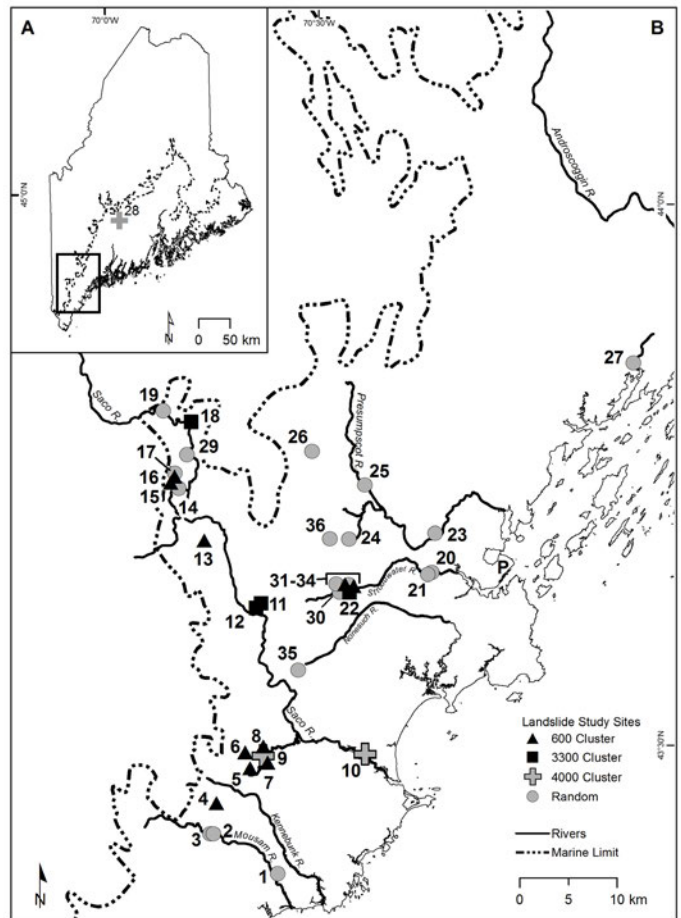 A
70°0'W
70°30'W
B
45°0'N
28
0 50 km
N
Androscoggin R.
44°0'N
27
Saco R.
19
18
29
17
16
15
14
26
Presumpscot R.
25
36
24
23
13
31-34
20
P
21
Stroudwater R.
22
30
11
12
Nonesuch R.
35
Saco R.
8
6
9
10
5
7
43°30'N
4
Kennebunk R.
3
2
Mousam R.
1
Landslide Study Sites
600 Cluster
3300 Cluster
4000 Cluster
Random
Rivers
Marine Limit
0 5 10 km
N